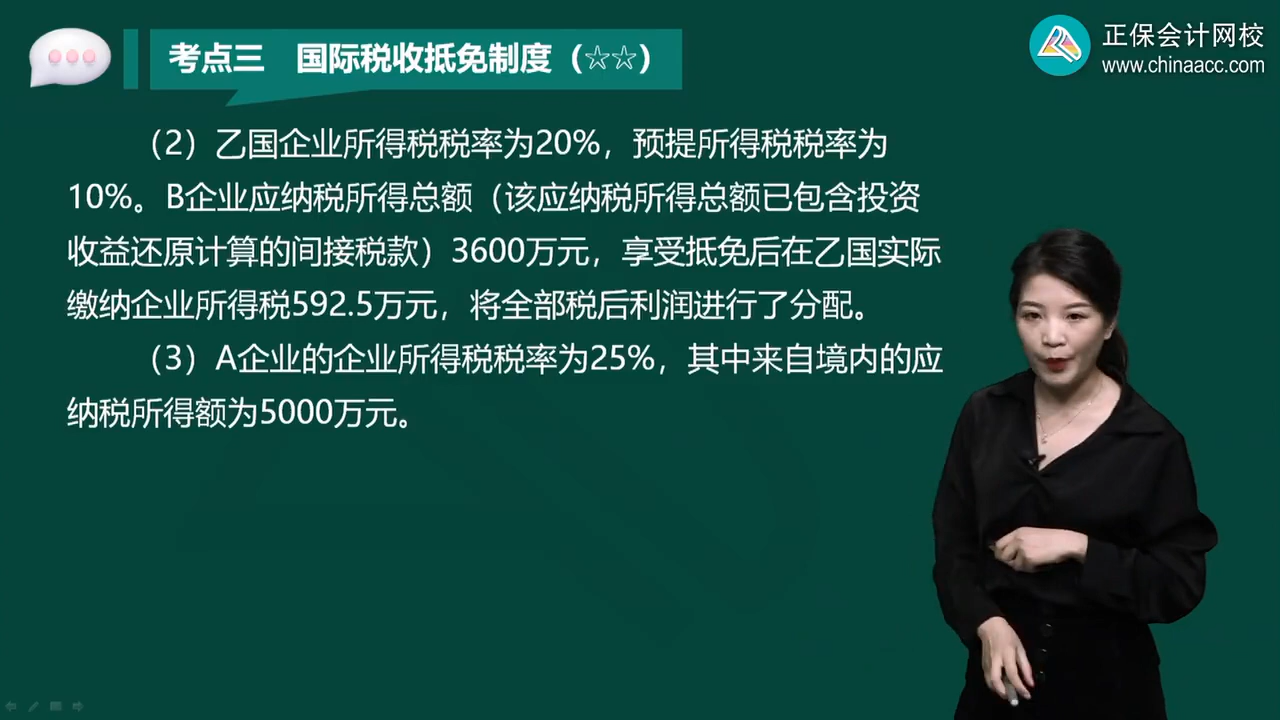 考点三 国际税收抵免制度（☆☆）
正保会计网校
www.chinaacc.com
（2）乙国企业所得税税率为20%，预提所得税税率为
10%。B企业应纳税所得总额（该应纳税所得总额已包含投资
收益还原计算的间接税款）3600万元，享受抵免后在乙国实际
缴纳企业所得税592.5万元，将全部税后利润进行了分配。
（3）A企业的企业所得税税率为25%，其中来自境内的应
纳税所得额为5000万元。